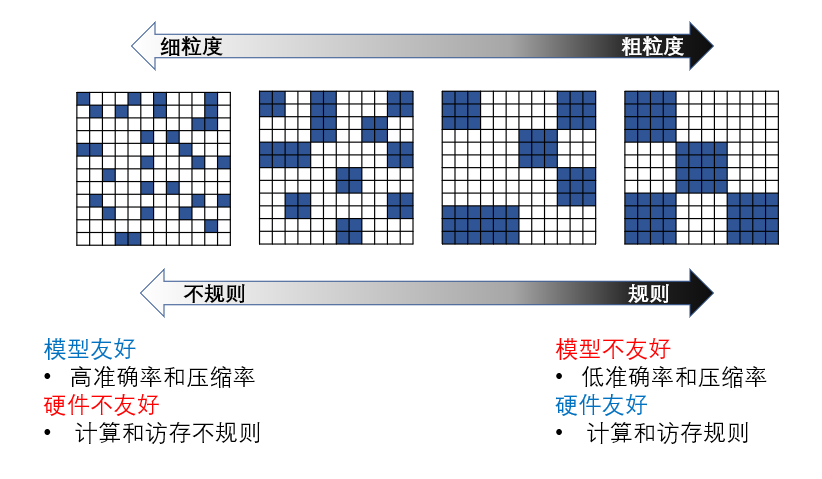 细粒度
粗粒度
不规则
规则
模型友好
• 高准确率和压缩率
硬件不友好
• 计算和访存不规则
模型不友好
• 低准确率和压缩率
硬件友好
• 计算和访存规则